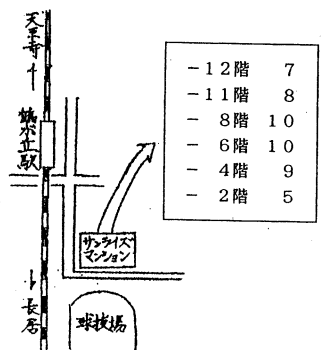 天王寺
鶴が丘駅
長居
サンライズ
マンション
球技場
－12階 7
－11階 8
－ 8階 10
－ 6階 10
－ 4階 9
－ 2階 5